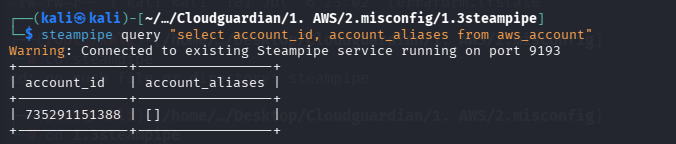 ┌──(kali㉿kali)-[~/…/Cloudguardian/1. AWS/2.misconfig/1.3steampipe]
└─$ steampipe query "select account_id, account_aliases from aws_account"
Warning: Connected to existing Steampipe service running on port 9193
+--------------+-----------------+
| account_id   | account_aliases |
+--------------+-----------------+
| 735291151388 | []              |
+--------------+-----------------+